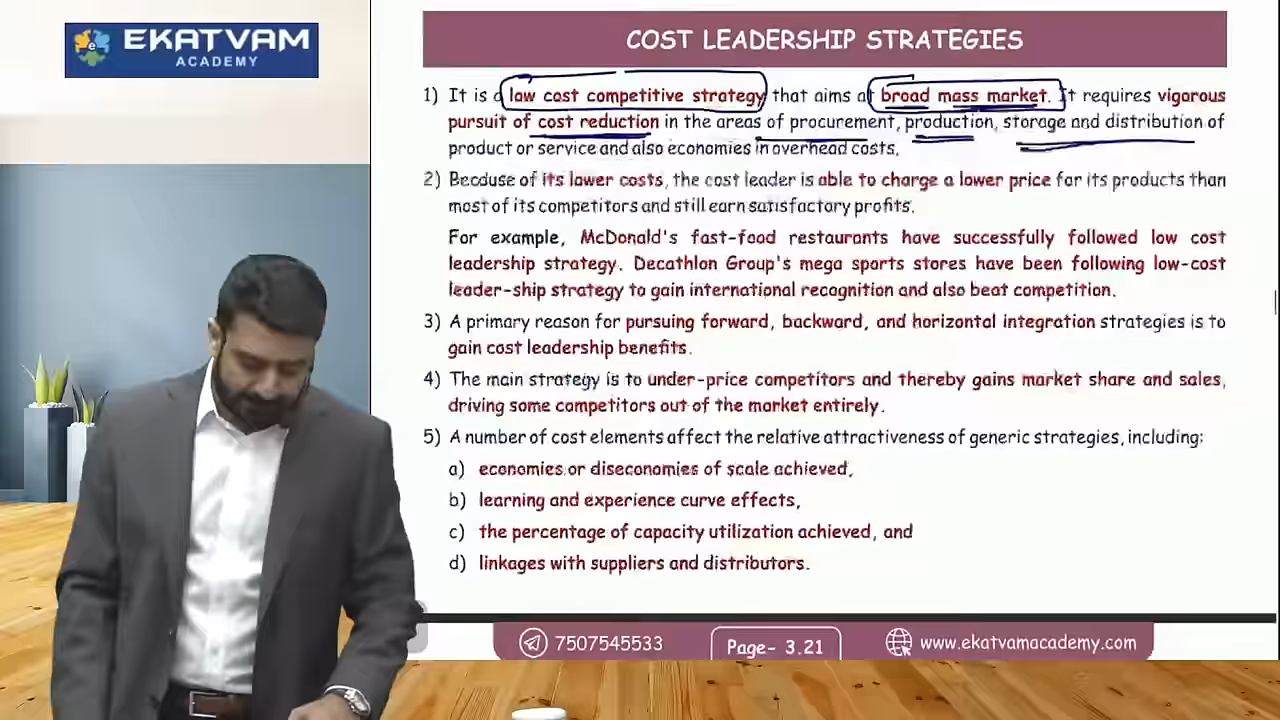 EKATVAM
ACADEMY
COST LEADERSHIP STRATEGIES
1) It is a low cost competitive strategy that aims at broad mass market. It requires vigorous
pursuit of cost reduction in the areas of procurement, production, storage and distribution of
product or service and also economies in overhead costs.
2) Because of its lower costs, the cost leader is able to charge a lower price for its products than
most of its competitors and still earn satisfactory profits.
For example, McDonald's fast-food restaurants have successfully followed low cost
leadership strategy. Decathlon Group's mega sports stores have been following low-cost
leader-ship strategy to gain international recognition and also beat competition.
3) A primary reason for pursuing forward, backward, and horizontal integration strategies is to
gain cost leadership benefits.
4) The main strategy is to under-price competitors and thereby gains market share and sales,
driving some competitors out of the market entirely.
5) A number of cost elements affect the relative attractiveness of generic strategies, including:
a) economies or diseconomies of scale achieved,
b) learning and experience curve effects,
c) the percentage of capacity utilization achieved, and
d) linkages with suppliers and distributors.
7507545533 Page- 3.21 www.ekatvamacademy.com